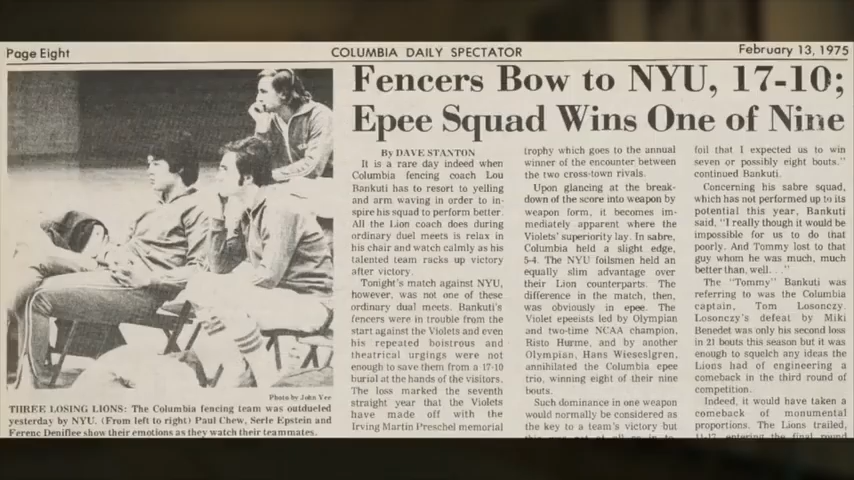 Page Eight
COLUMBIA DAILY SPECTATOR
February 13, 1975
Fencers Bow to NYU, 17-10;
Epee Squad Wins One of Nine
Photo by John Vee
THREE LOSING LIONS: The Columbia fencing team was outdueled
yesterday by NYU. (From left to right) Paul Chew, Serle Epstein and
Ferenc Deniflee show their emotions as they watch their teammates.
By DAVE STANTON
It is a rare day indeed when
Columbia fencing coach Lou
Bankuti has to resort to yelling
and arm waving in order to in-
spire his squad to perform better.
All the Lion coach does during
ordinary duel meets is relax in
his chair and watch calmly as his
talented team racks up victory
after victory.
Tonight's match against NYU,
however, was not one of these
ordinary dual meets. Bankuti's
fencers were in trouble from the
start against the Violets and even
his repeated boistrous and
theatrical urgings were not
enough to save them from a 17-10
burial at the hands of the visitors.
The loss marked the seventh
straight year that the Violets
have made off with the
Irving Martin Preschel memorial
trophy which goes to the annual
winner of the encounter between
the two cross-town rivals.
Upon glancing at the break-
down of the score into weapon by
weapon form, it becomes im-
mediately apparent where the
Violets' superiority lay. In sabre,
Columbia held a slight edge,
5-4. The NYU foilsmen held an
equally slim advantage over
their Lion counterparts. The
difference in the match, then,
was obviously in epee. The
Violet epeeists led by Olympian
and two-time NCAA champion,
Risto Hurme, and by another
Olympian, Hans Wieselgren,
annihilated the Columbia epee
trio, winning eight of their nine
bouts.
Such dominance in one weapon
would normally be considered as
the key to a team's victory but
foil that I expected us to win
seven or possibly eight bouts."
continued Bankuti.
Concerning his sabre squad,
which has not performed up to its
potential this year, Bankuti
said, "I really though it would be
impossible for us to do that
poorly. And Tommy lost to that
guy whom he was much, much
better than, well. . ."
The "Tommy" Bankuti was
referring to was the Columbia
captain, Tom Losonczy.
Losonczy's defeat by Miki
Benedet was only his second loss
in 21 bouts this season but it was
enough to squelch any ideas the
Lions had of engineering a
comeback in the third round of
competition.
Indeed, it would have taken a
comeback of monumental
proportions. The Lions trailed,
11-17, entering the final round